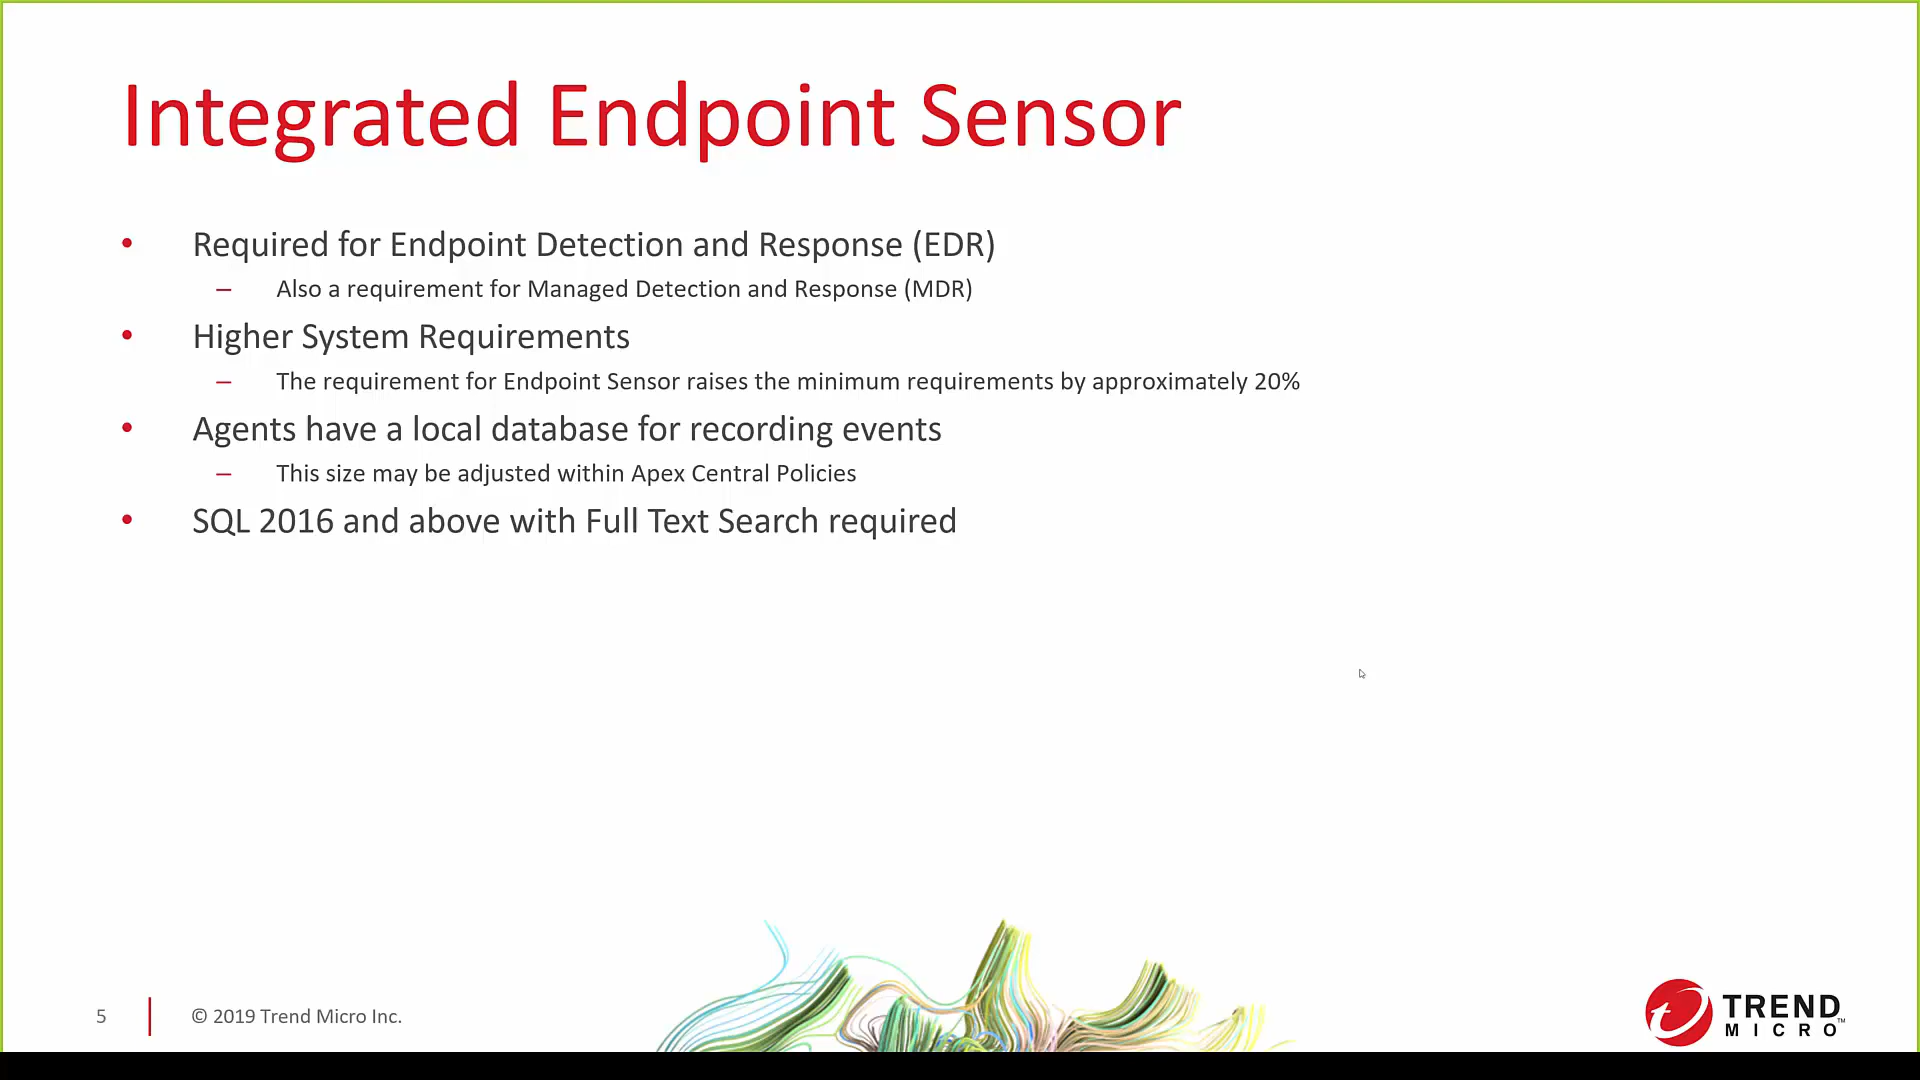 Integrated Endpoint Sensor
• Required for Endpoint Detection and Response (EDR)
– Also a requirement for Managed Detection and Response (MDR)
• Higher System Requirements
– The requirement for Endpoint Sensor raises the minimum requirements by approximately 20%
• Agents have a local database for recording events
– This size may be adjusted within Apex Central Policies
• SQL 2016 and above with Full Text Search required
5
© 2019 Trend Micro Inc.
TREND
MICRO™